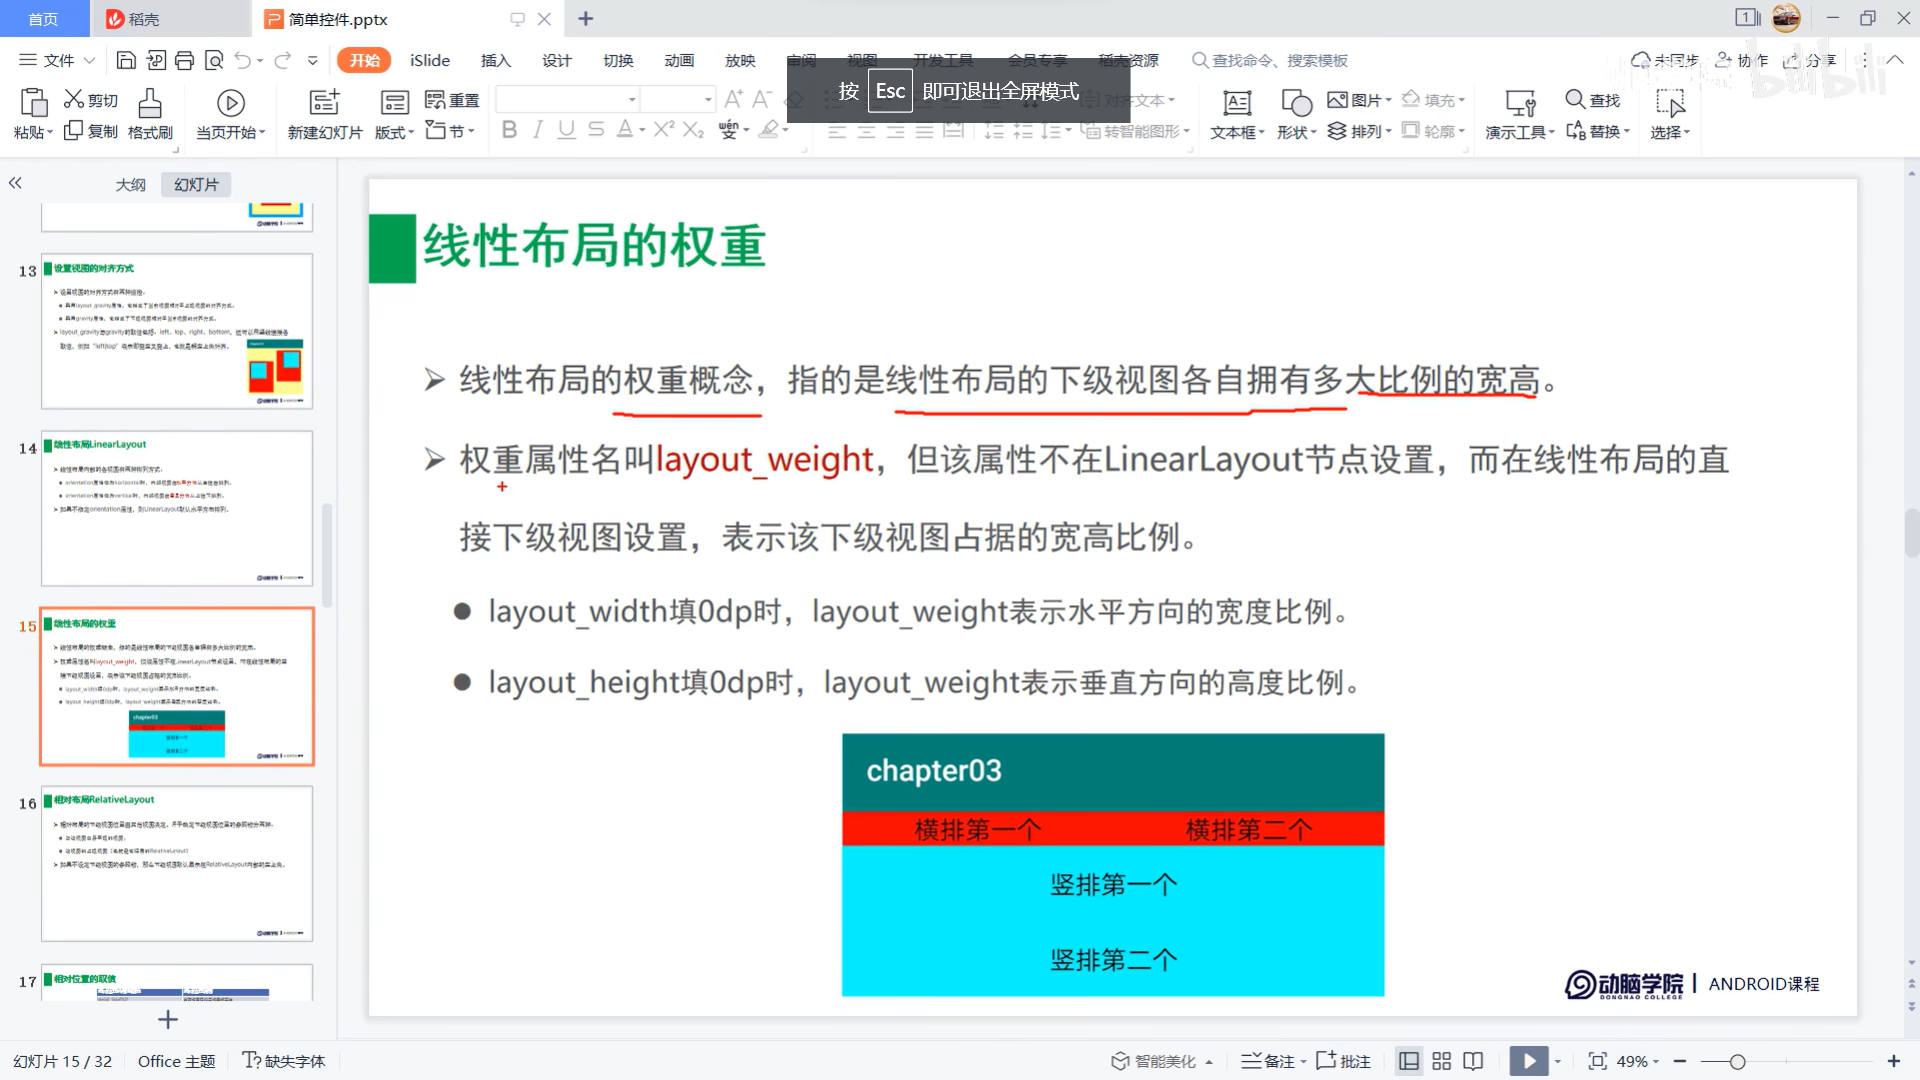 首页
稻壳
简单控件.pptx
文件
开始
iSlide
插入
设计
切换
动画
放映
审阅
视图
开发工具
会员专享
稻壳资源
查找命令、搜索模板
未同步
协作
分享
bilibili
按 Esc 即可退出全屏模式
粘贴
剪切
复制
格式刷
当页开始
新建幻灯片
版式
重置
节
对齐文本
转智能图形
文本框
形状
图片
排列
填充
轮廓
演示工具
查找
替换
选择
大纲
幻灯片
13
设置视图的对齐方式
14
线性布局LinearLayout
15
线性布局的权重
16
相对布局RelativeLayout
17
相对位置的取值
线性布局的权重
线性布局的权重概念，指的是线性布局的下级视图各自拥有多大比例的宽高。
权重属性名叫layout_weight，但该属性不在LinearLayout节点设置，而在线性布局的直
接下级视图设置，表示该下级视图占据的宽高比例。
layout_width填0dp时，layout_weight表示水平方向的宽度比例。
layout_height填0dp时，layout_weight表示垂直方向的高度比例。
chapter03
横排第一个
横排第二个
竖排第一个
竖排第二个
动脑学院
DONGNAO COLLEGE
ANDROID课程
幻灯片 15 / 32
Office 主题
缺失字体
智能美化
备注
批注
49%